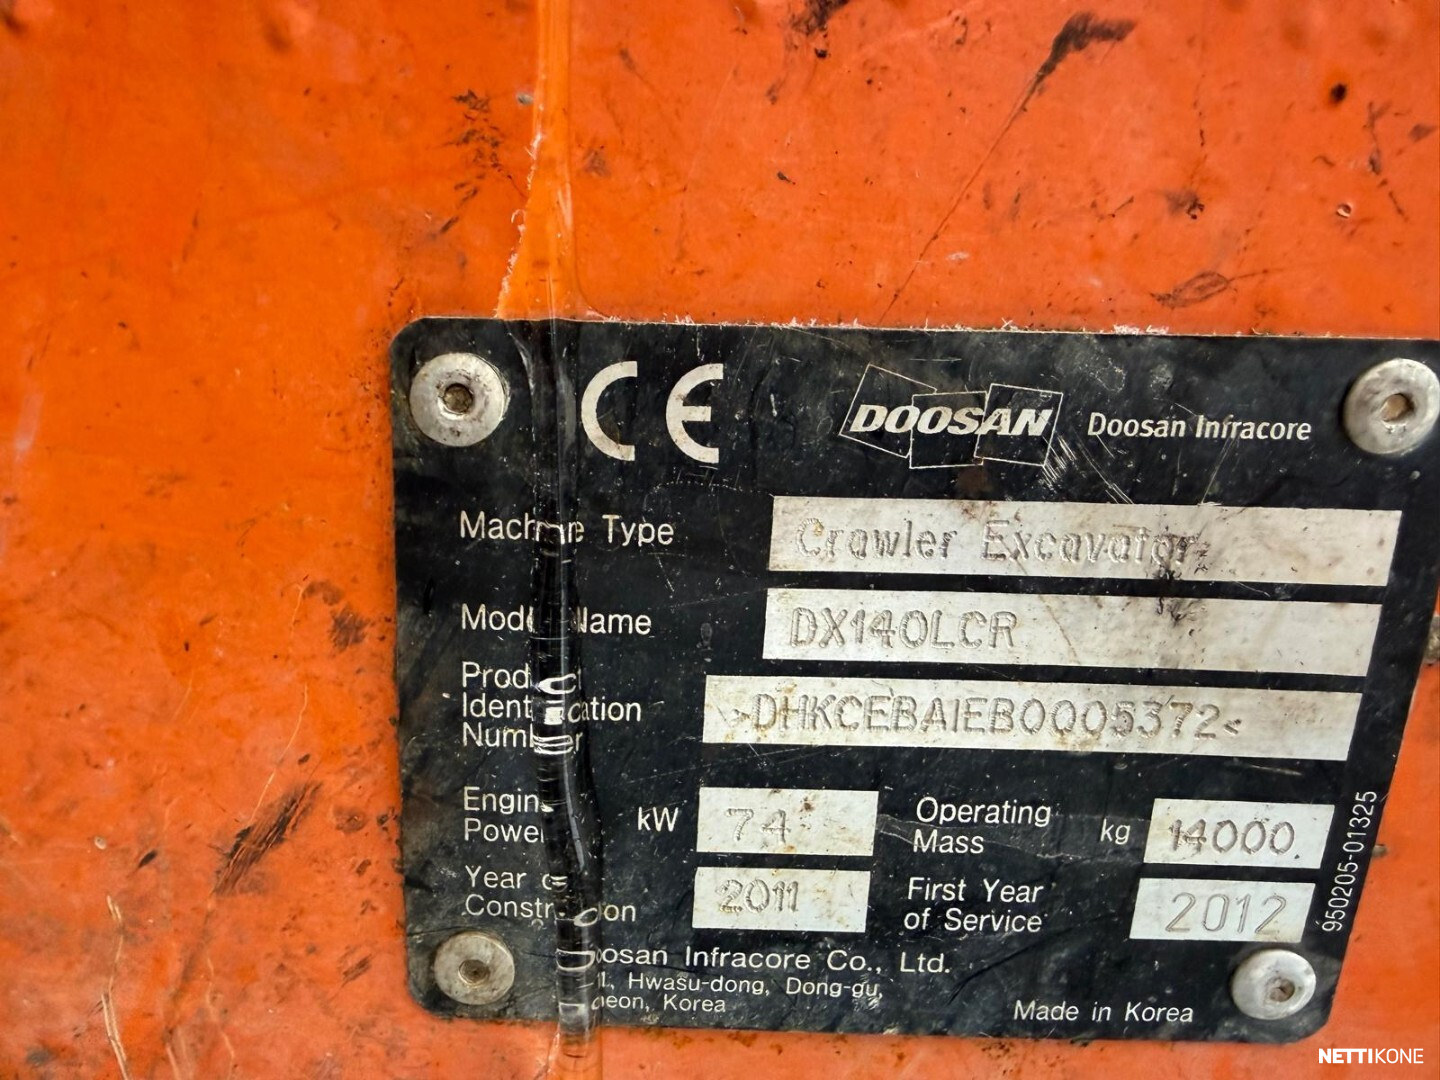 CE DOOSAN Doosan Infracore
Machine Type Crawler Excavator
Model Name DX140LCR
Product
Identification >DHKCEBAIEB0005372<
Number
Engine Power kW 74 Operating Mass kg 14000
Year of Construction 2011 First Year of Service 2012
Doosan Infracore Co., Ltd.
Hwasu-dong, Dong-gu,
Korea
Made in Korea
950205-01325
NETTIKONE